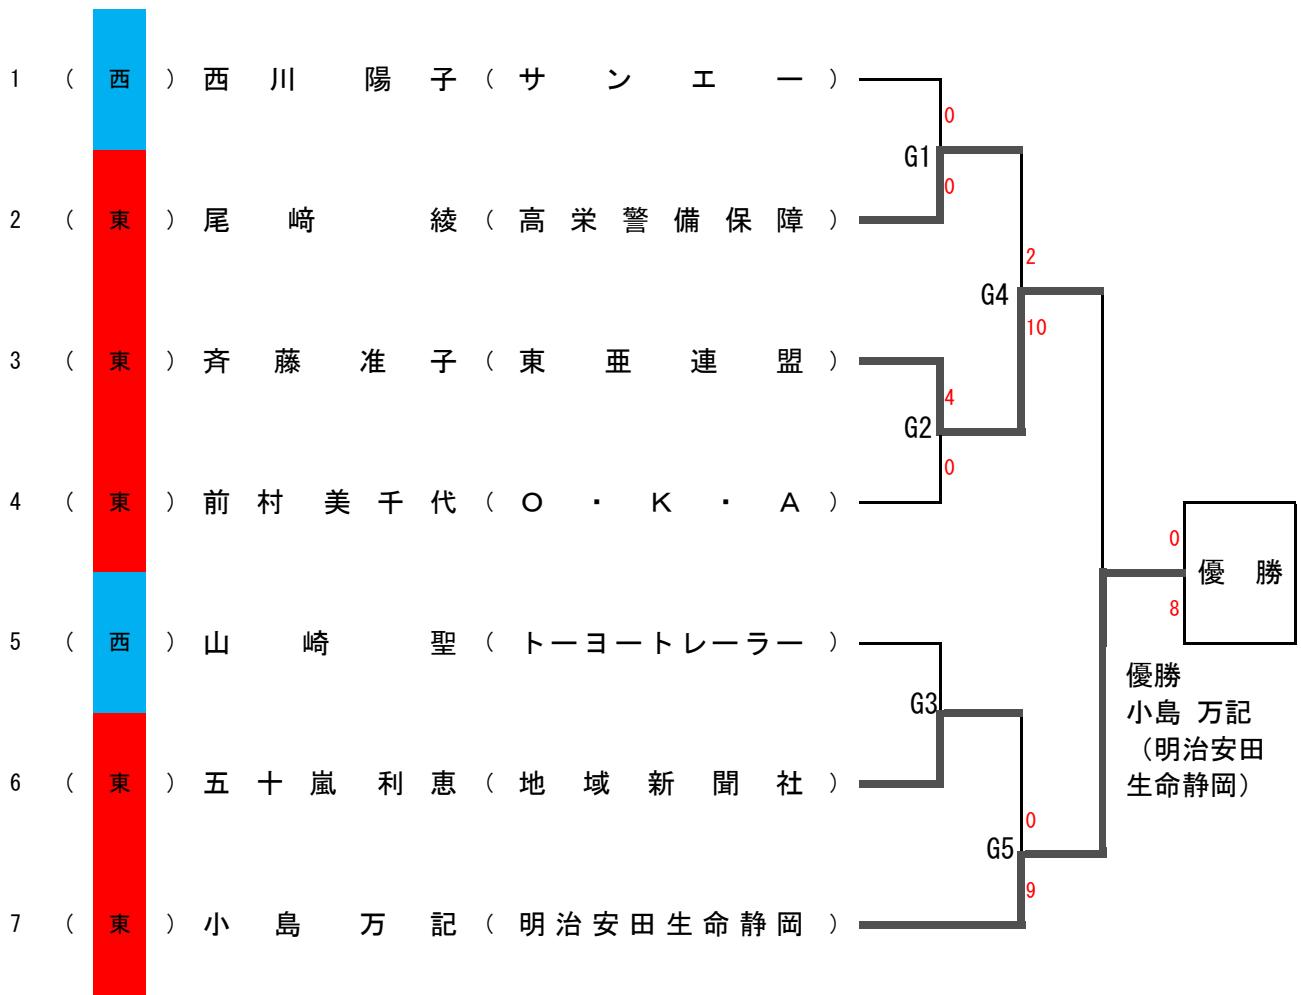 1 （ 西 ） 西川 陽子 （ サンエー ）
0
G1
0
2 （ 東 ） 尾﨑 綾 （ 高栄警備保障 ）
2
G4
10
3 （ 東 ） 斉藤 准子 （ 東亜連盟 ）
4
G2
0
4 （ 東 ） 前村 美千代 （ Ｏ・Ｋ・Ａ ）
0
優 勝
8
5 （ 西 ） 山崎 聖 （ トーヨートレーラー ）
優勝
小島 万記
（明治安田
生命静岡）
G3
6 （ 東 ） 五十嵐 利恵 （ 地域新聞社 ）
0
G5
9
7 （ 東 ） 小島 万記 （ 明治安田生命静岡 ）